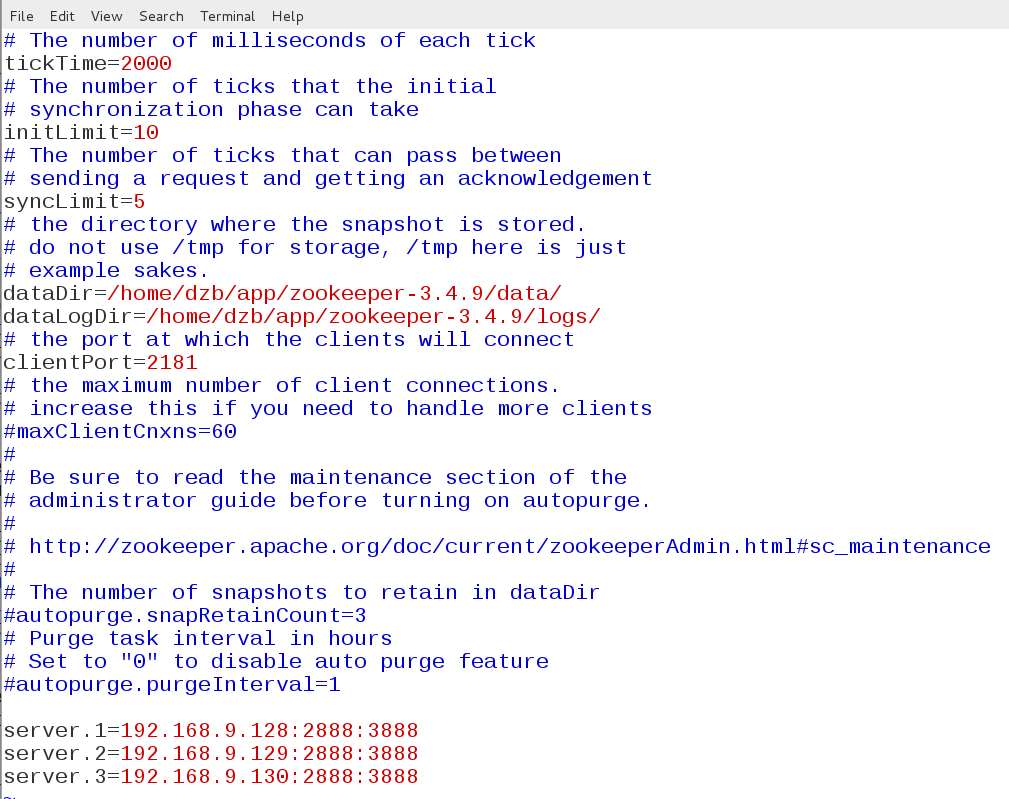 File Edit View Search Terminal Help
# The number of milliseconds of each tick
tickTime=2000
# The number of ticks that the initial
# synchronization phase can take
initLimit=10
# The number of ticks that can pass between
# sending a request and getting an acknowledgement
syncLimit=5
# the directory where the snapshot is stored.
# do not use /tmp for storage, /tmp here is just
# example sakes.
dataDir=/home/dzb/app/zookeeper-3.4.9/data/
dataLogDir=/home/dzb/app/zookeeper-3.4.9/logs/
# the port at which the clients will connect
clientPort=2181
# the maximum number of client connections.
# increase this if you need to handle more clients
#maxClientCnxns=60
#
# Be sure to read the maintenance section of the
# administrator guide before turning on autopurge.
#
# http://zookeeper.apache.org/doc/current/zookeeperAdmin.html#sc_maintenance
#
# The number of snapshots to retain in dataDir
#autopurge.snapRetainCount=3
# Purge task interval in hours
# Set to "0" to disable auto purge feature
#autopurge.purgeInterval=1
server.1=192.168.9.128:2888:3888
server.2=192.168.9.129:2888:3888
server.3=192.168.9.130:2888:3888
~